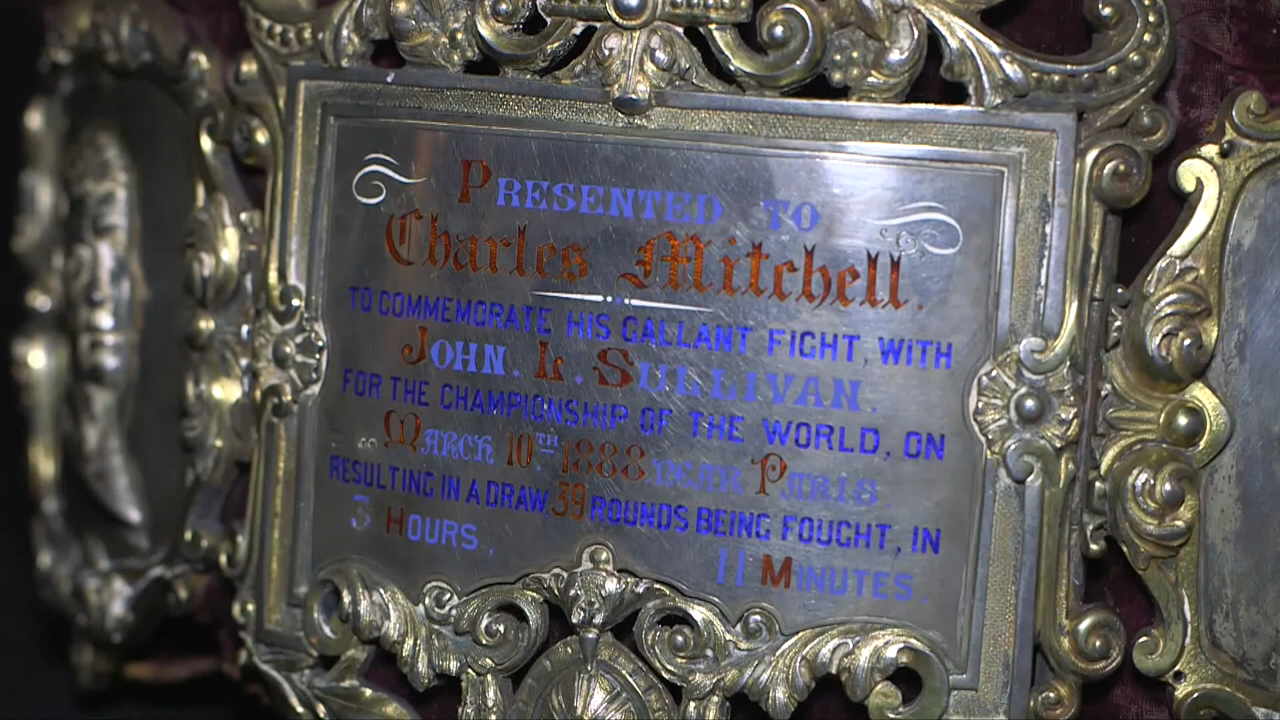 PRESENTED TO
Charles Mitchell.
TO COMMEMORATE HIS GALLANT FIGHT, WITH
JOHN. L. SULLIVAN.
FOR THE CHAMPIONSHIP OF THE WORLD, ON
MARCH 10TH 1888 NEAR PARIS
RESULTING IN A DRAW 39 ROUNDS BEING FOUGHT, IN
3 HOURS, 11 MINUTES.